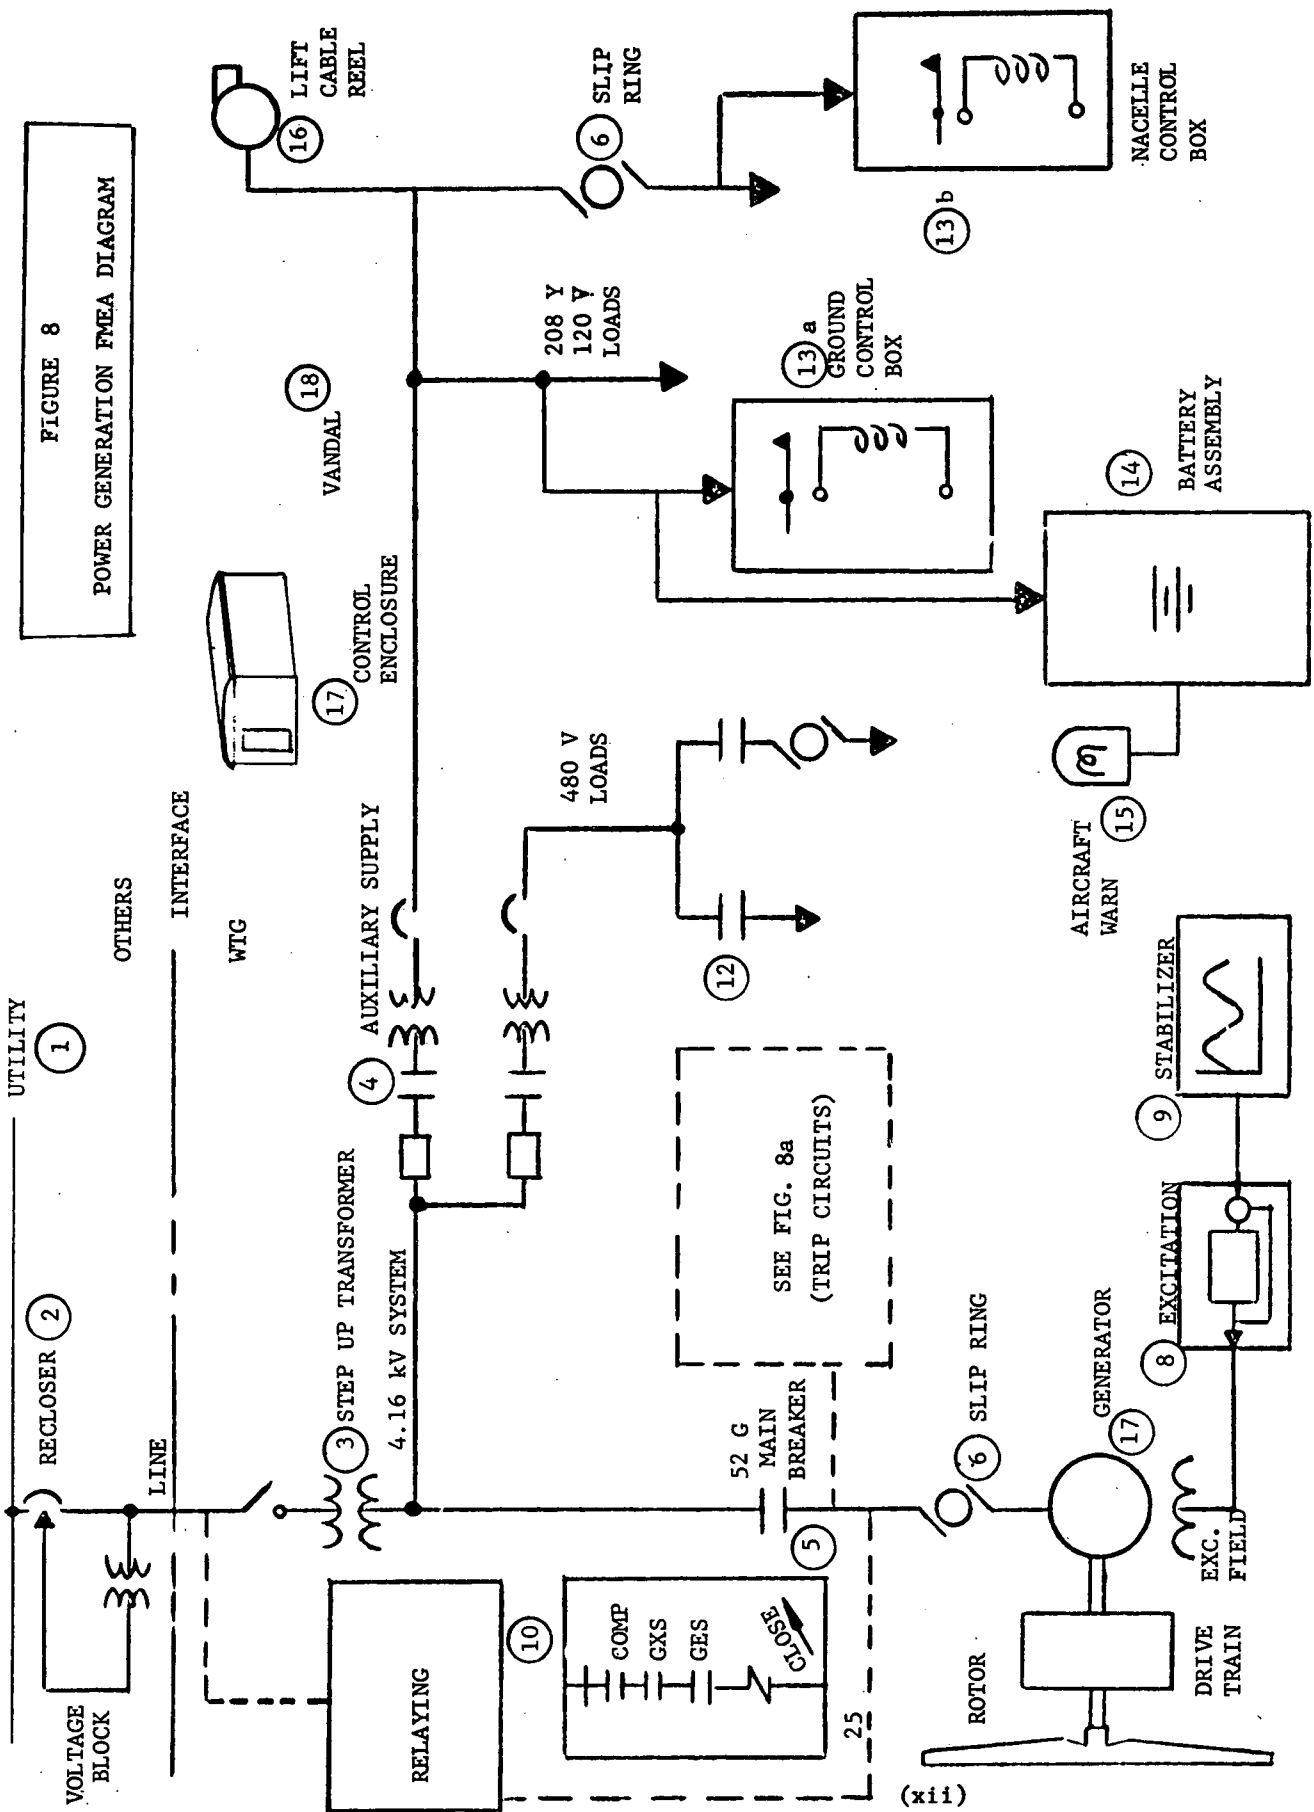 FIGURE 8
POWER GENERATION FMEA DIAGRAM
UTILITY
1
RECLOSER 2
VOLTAGE
BLOCK
LINE
OTHERS
INTERFACE
WTG
17
CONTROL
ENCLOSURE
18
VANDAL
16
LIFT
CABLE
REEL
3 STEP UP TRANSFORMER
4.16 kV SYSTEM
4
AUXILIARY SUPPLY
480 V
LOADS
12
208 Y
120 V
LOADS
6
SLIP
RING
13 a
GROUND
CONTROL
BOX
13 b
NACELLE
CONTROL
BOX
14
BATTERY
ASSEMBLY
15
AIRCRAFT
WARN
RELAYING
10
COMP
GXS
GES
CLOSE
25
52 G
MAIN
BREAKER
5
SEE FIG. 8a
(TRIP CIRCUITS)
6 SLIP RING
GENERATOR
17
EXC.
FIELD
8 EXCITATION
9 STABILIZER
ROTOR
DRIVE
TRAIN
(xii)